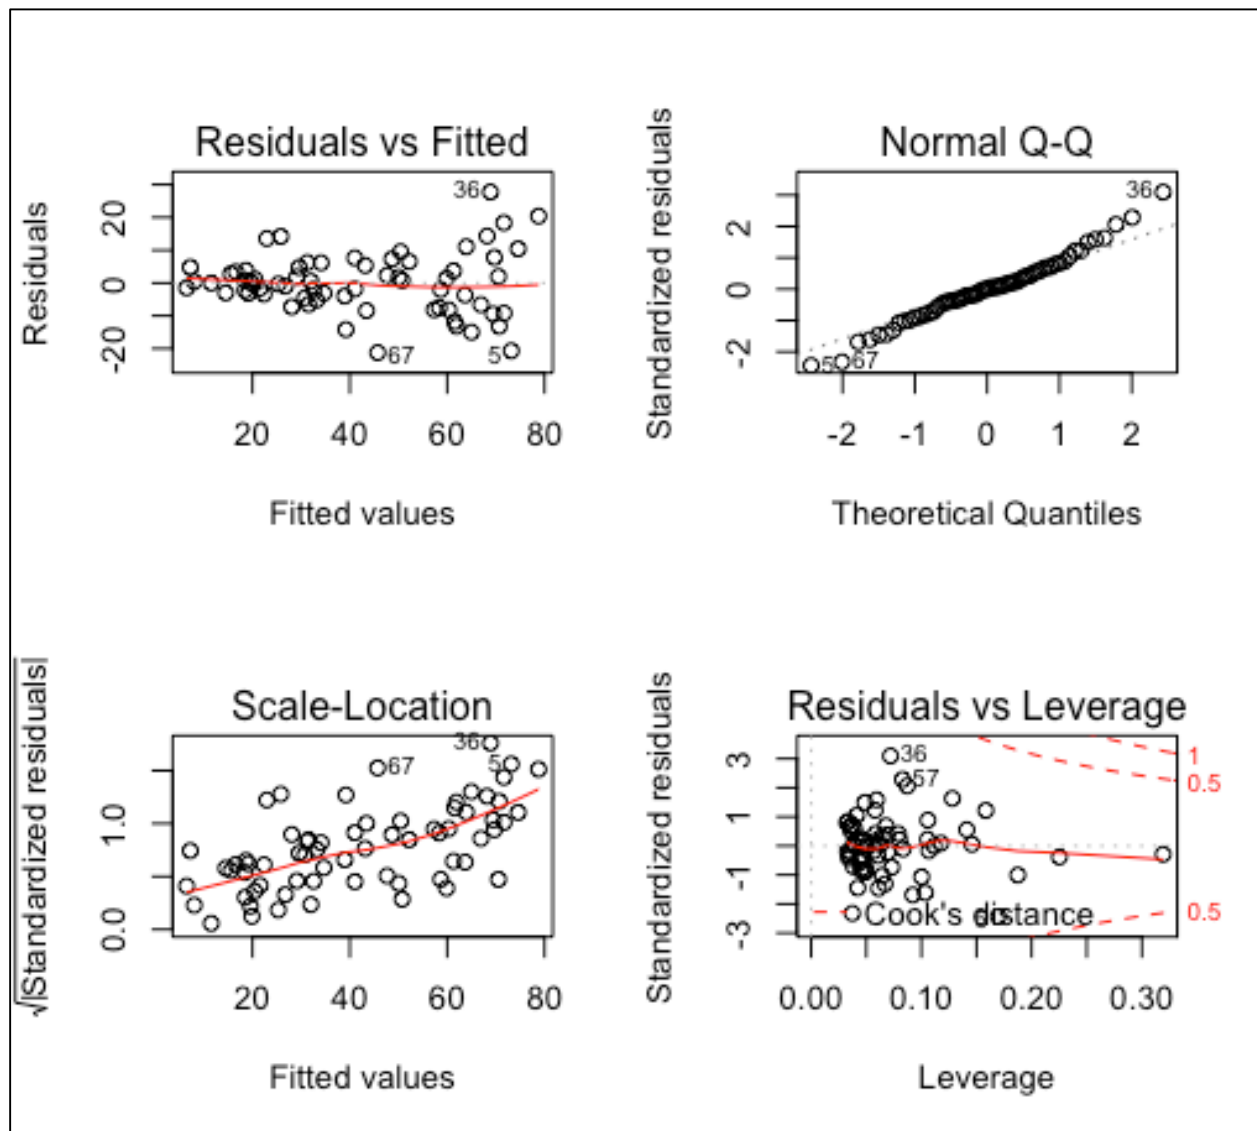 Residuals vs Fitted
Residuals
20
0
-20
36
67
5
20 40 60 80
Fitted values
Normal Q-Q
Standardized residuals
2
0
-2
36
5
67
-2 -1 0 1 2
Theoretical Quantiles
Scale-Location
√|Standardized residuals|
1.0
0.0
36
67
5
20 40 60 80
Fitted values
Residuals vs Leverage
Standardized residuals
3
1
-1
-3
36
57
1
0.5
0.5
Cook's distance
0.00 0.10 0.20 0.30
Leverage